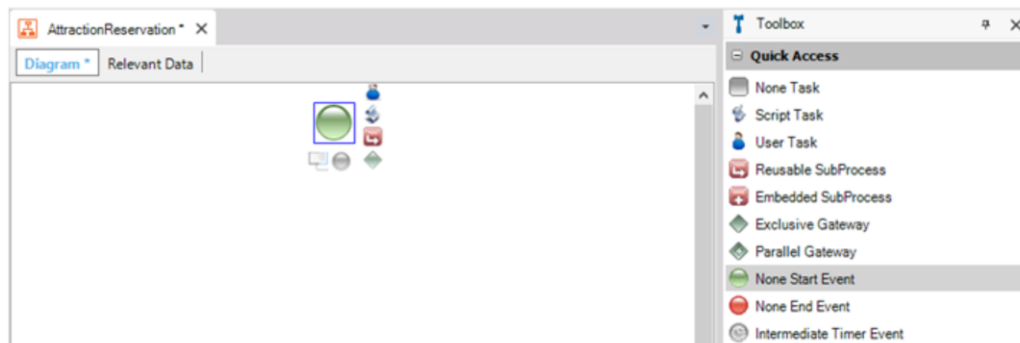 AttractionReservation *
Toolbox
Diagram *
Relevant Data
Quick Access
None Task
Script Task
User Task
Reusable SubProcess
Embedded SubProcess
Exclusive Gateway
Parallel Gateway
None Start Event
None End Event
Intermediate Timer Event